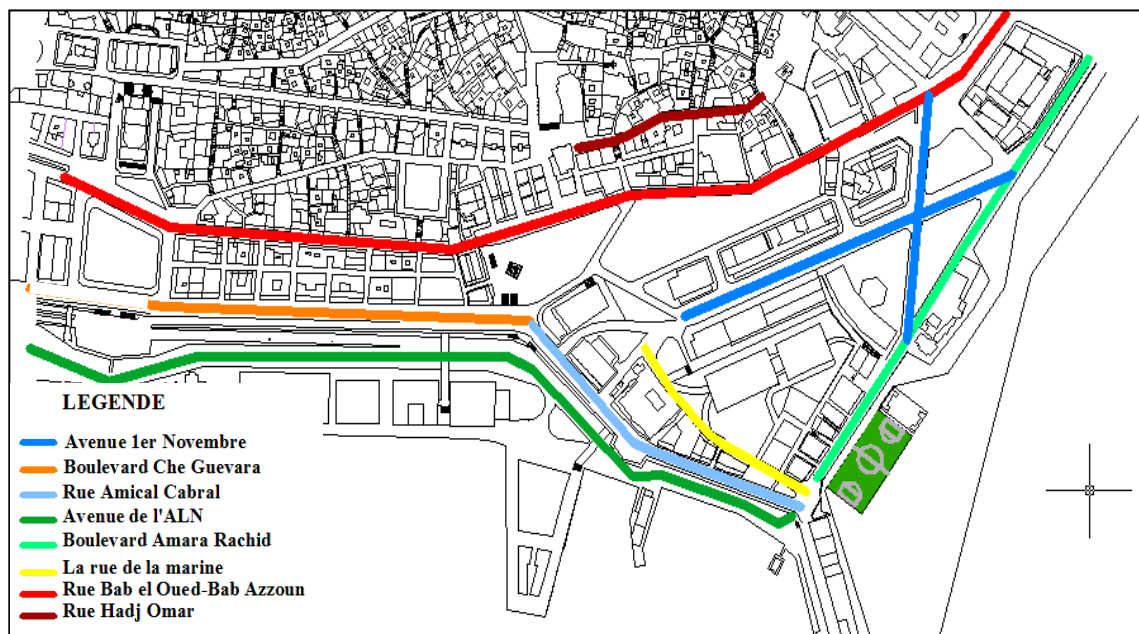 LEGENDE
Avenue 1er Novembre
Boulevard Che Guevara
Rue Amical Cabral
Avenue de l'ALN
Boulevard Amara Rachid
La rue de la marine
Rue Bab el Oued-Bab Azzoun
Rue Hadj Omar